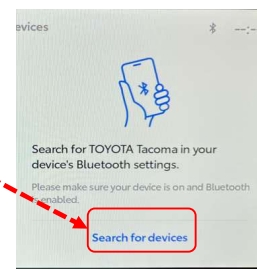 evices --:--
Search for TOYOTA Tacoma in your
device's Bluetooth settings.
Please make sure your device is on and Bluetooth
is enabled.
Search for devices